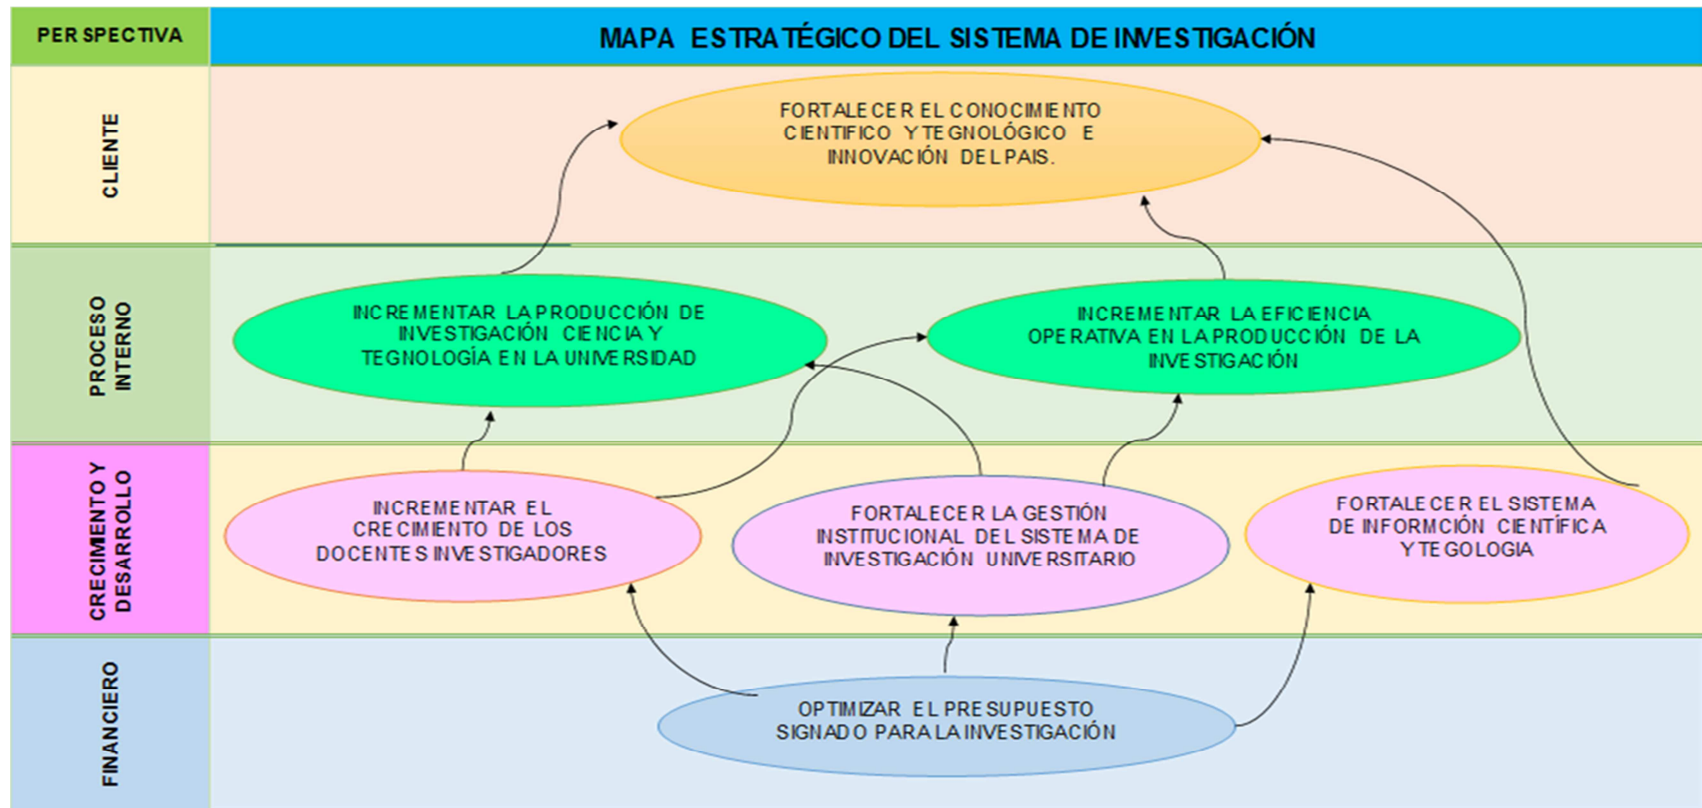 PERSPECTIVA
MAPA ESTRATÉGICO DEL SISTEMA DE INVESTIGACIÓN
CLIENTE
FORTALECER EL CONOCIMIENTO
CIENTIFICO Y TEGNOLÓGICO E
INNOVACIÓN DEL PAIS.
PROCESO
INTERNO
INCREMENTAR LA PRODUCCIÓN DE
INVESTIGACIÓN CIENCIA Y
TEGNOLOGÍA EN LA UNIVERSIDAD
INCREMENTAR LA EFICIENCIA
OPERATIVA EN LA PRODUCCIÓN DE LA
INVESTIGACIÓN
CRECIMIENTO Y
DESARROLLO
INCREMENTAR EL
CRECIMIENTO DE LOS
DOCENTES INVESTIGADORES
FORTALECER LA GESTIÓN
INSTITUCIONAL DEL SISTEMA DE
INVESTIGACIÓN UNIVERSITARIO
FORTALECER EL SISTEMA
DE INFORMCIÓN CIENTÍFICA
Y TEGOLOGIA
FINANCIERO
OPTIMIZAR EL PRESUPUESTO
SIGNADO PARA LA INVESTIGACIÓN